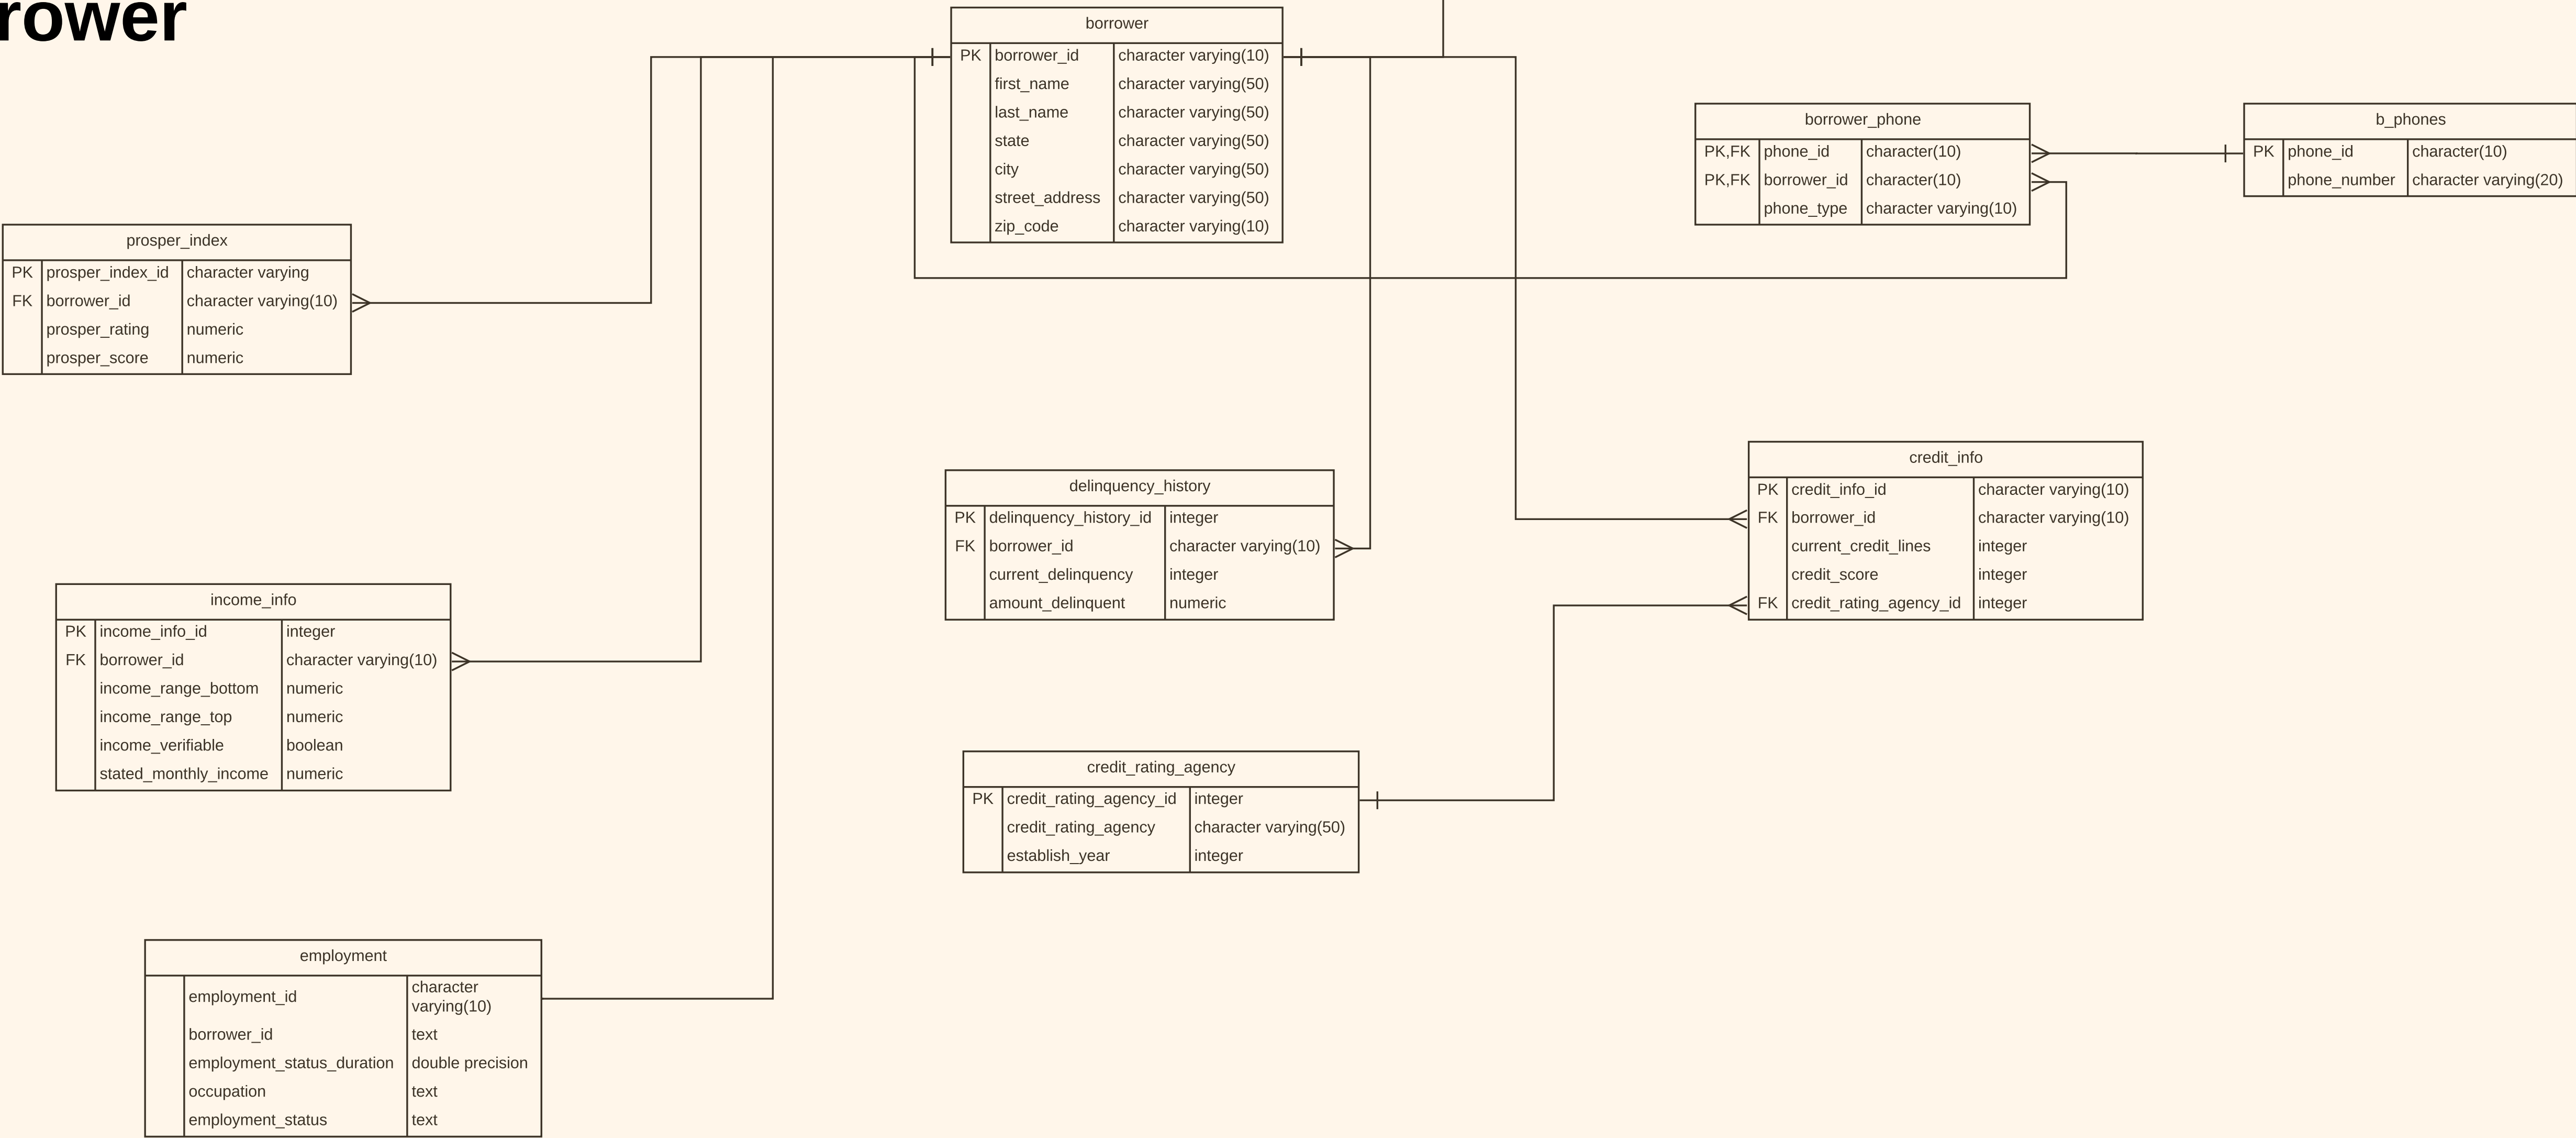 rower
borrower
PK borrower_id character varying(10)
first_name character varying(50)
last_name character varying(50)
state character varying(50)
city character varying(50)
street_address character varying(50)
zip_code character varying(10)
borrower_phone
PK,FK phone_id character(10)
PK,FK borrower_id character(10)
phone_type character varying(10)
b_phones
PK phone_id character(10)
phone_number character varying(20)
prosper_index
PK prosper_index_id character varying
FK borrower_id character varying(10)
prosper_rating numeric
prosper_score numeric
delinquency_history
PK delinquency_history_id integer
FK borrower_id character varying(10)
current_delinquency integer
amount_delinquent numeric
credit_info
PK credit_info_id character varying(10)
FK borrower_id character varying(10)
current_credit_lines integer
credit_score integer
FK credit_rating_agency_id integer
income_info
PK income_info_id integer
FK borrower_id character varying(10)
income_range_bottom numeric
income_range_top numeric
income_verifiable boolean
stated_monthly_income numeric
credit_rating_agency
PK credit_rating_agency_id integer
credit_rating_agency character varying(50)
establish_year integer
employment
employment_id character
varying(10)
borrower_id text
employment_status_duration double precision
occupation text
employment_status text